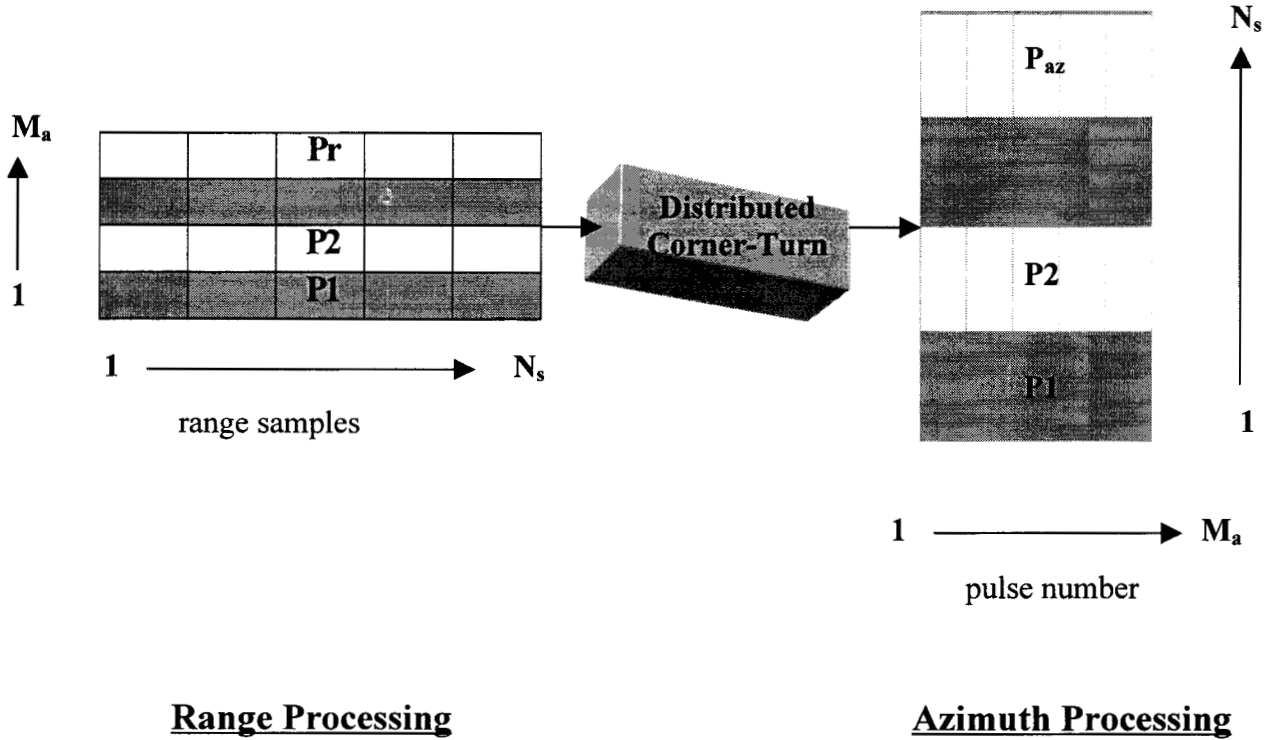 Mₐ
1
Pr
P2
P1
1
Nₛ
range samples
Distributed
Corner-Turn
P_az
P2
P1
Nₛ
1
1
Mₐ
pulse number
Range Processing
Azimuth Processing